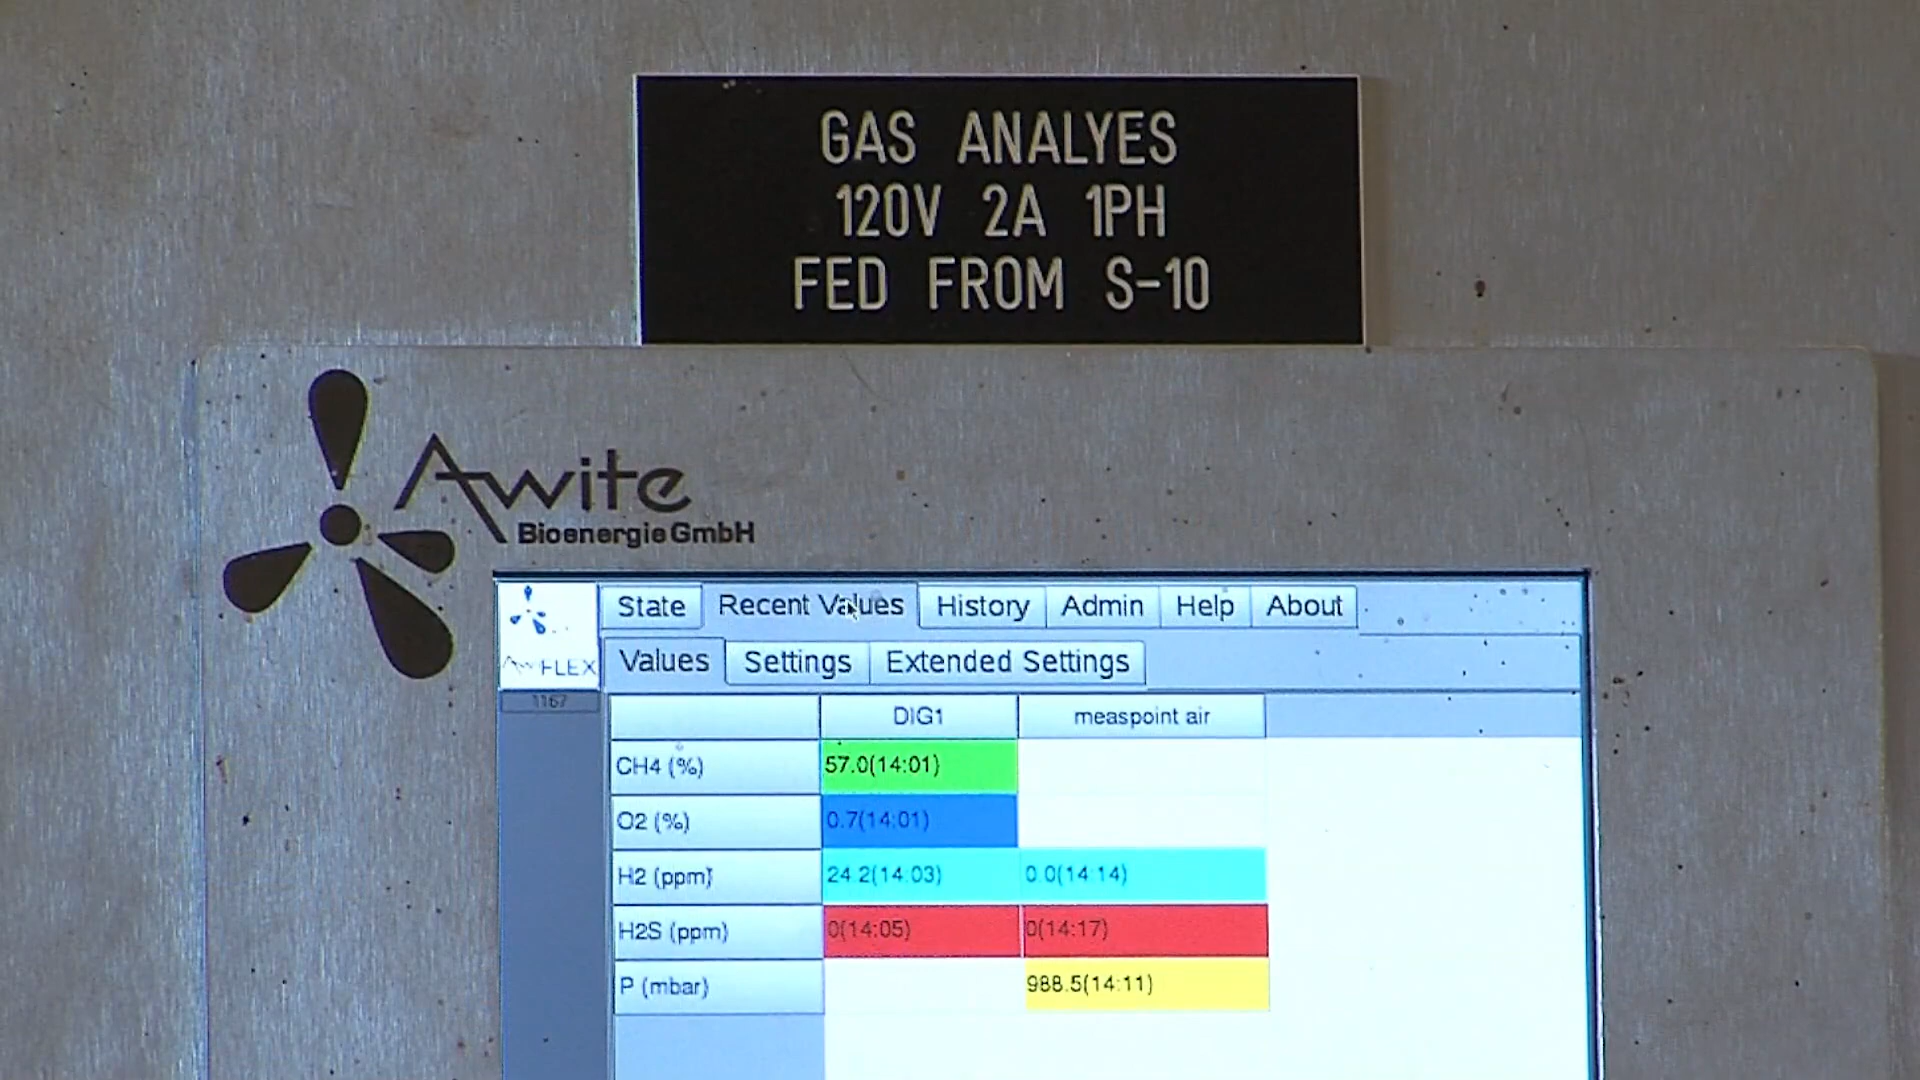 GAS ANALYES
120V 2A 1PH
FED FROM S-10
Awite
Bioenergie GmbH
State Recent Values History Admin Help About
AwiFLEX
Values Settings Extended Settings
1167
DIG1 measpoint air
CH4 (%) 57.0(14:01)
O2 (%) 0.7(14:01)
H2 (ppm) 24.2(14:03) 0.0(14:14)
H2S (ppm) 0(14:05) 0(14:17)
P (mbar) 988.5(14:11)